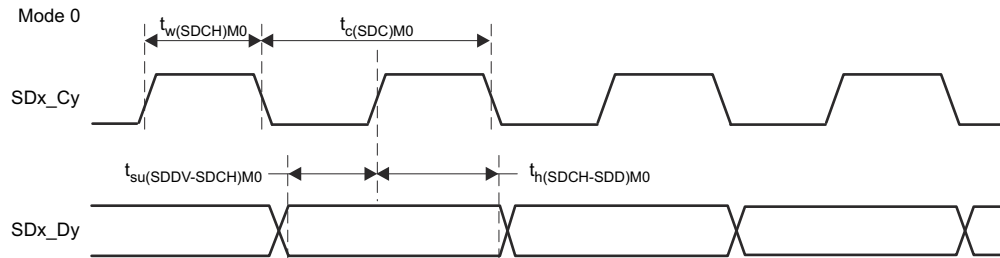 Mode 0
tw(SDCH)M0
tc(SDC)M0
SDx_Cy
tsu(SDDV-SDCH)M0
th(SDCH-SDD)M0
SDx_Dy